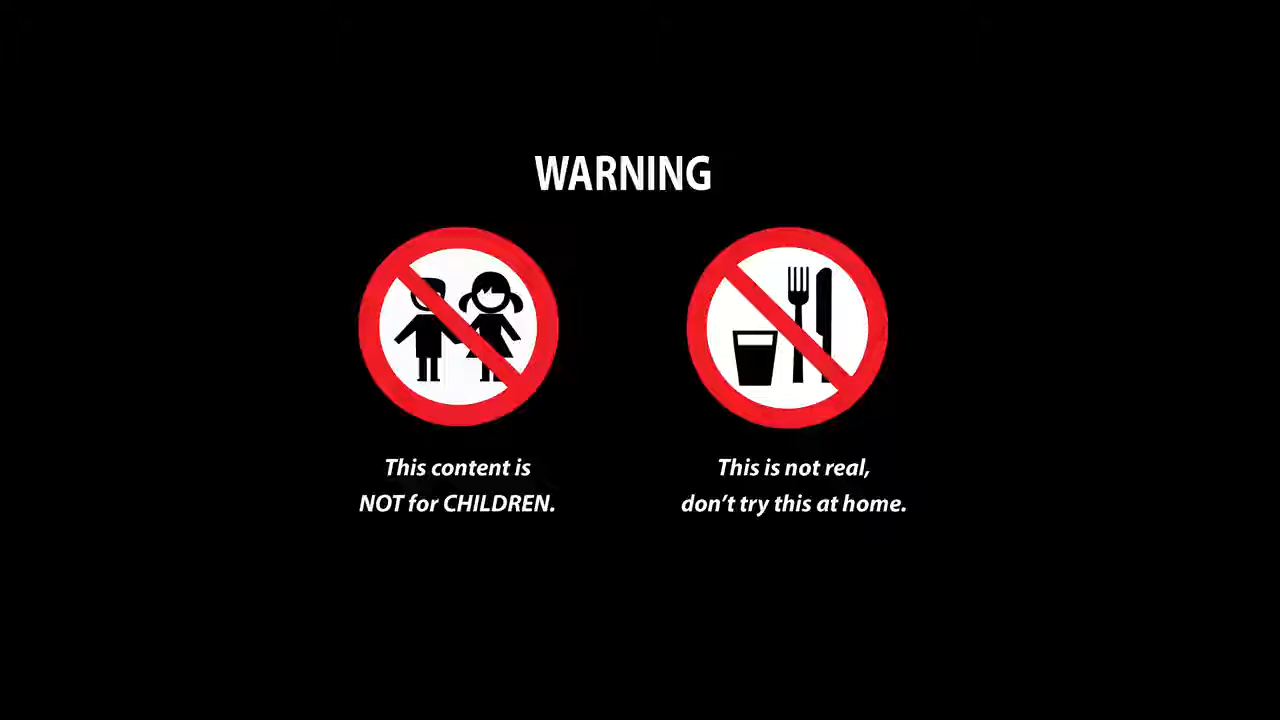 WARNING
This content is
NOT for CHILDREN.
This is not real,
don't try this at home.